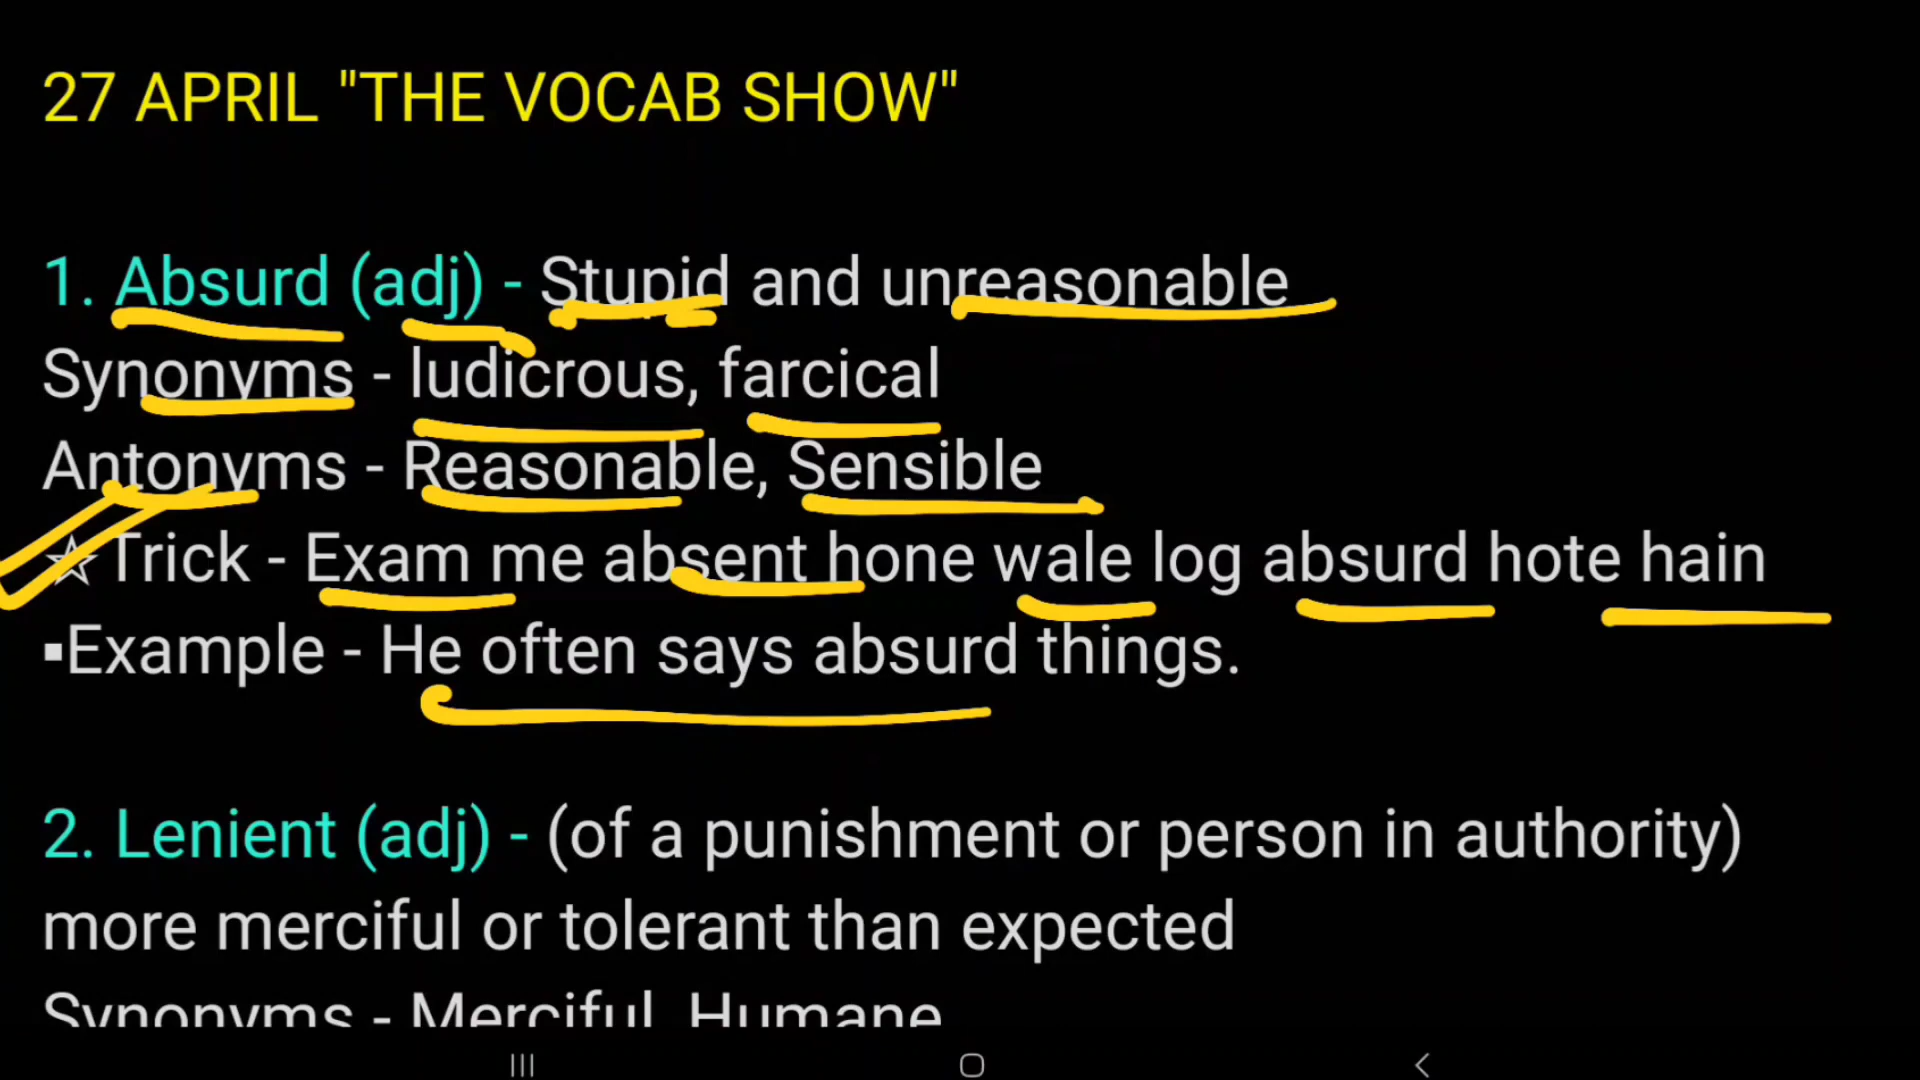 27 APRIL "THE VOCAB SHOW"
1. Absurd (adj) - Stupid and unreasonable
Synonyms - ludicrous, farcical
Antonyms - Reasonable, Sensible
☆Trick - Exam me absent hone wale log absurd hote hain
▪Example - He often says absurd things.
2. Lenient (adj) - (of a punishment or person in authority)
more merciful or tolerant than expected
Synonyms - Merciful, Humane